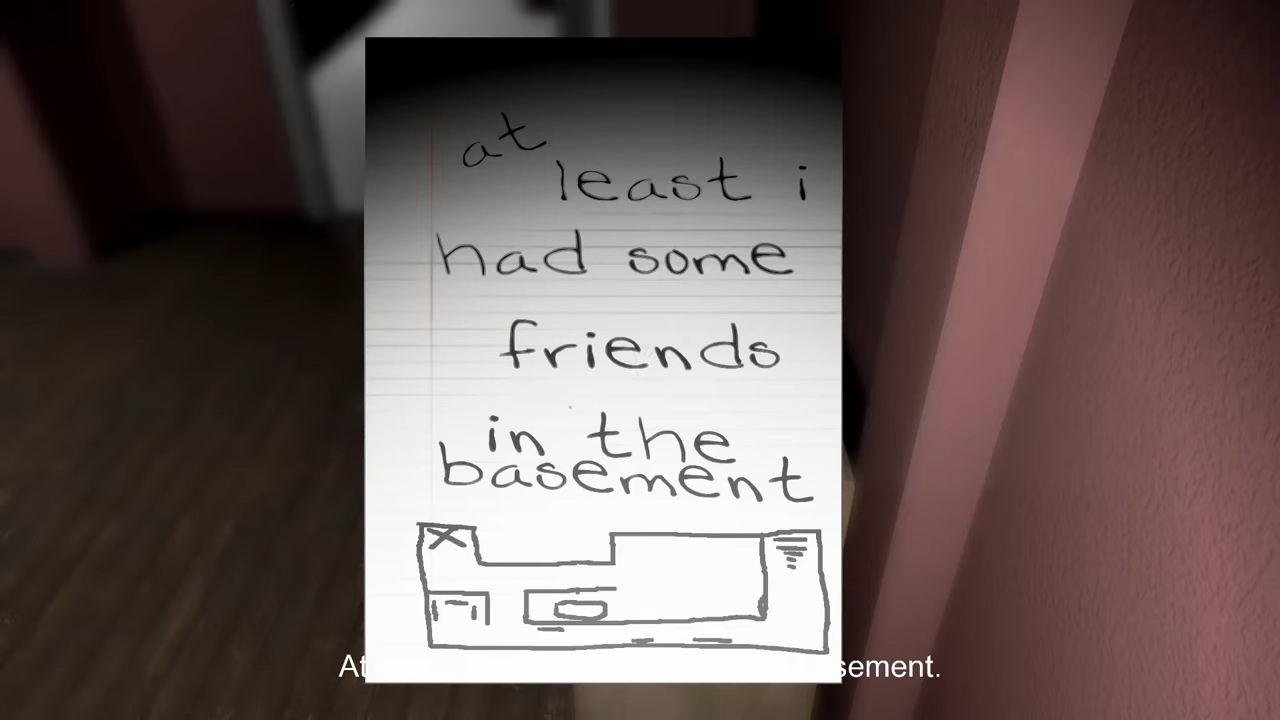 at
least i
had some
friends
in the
basement
At sement.